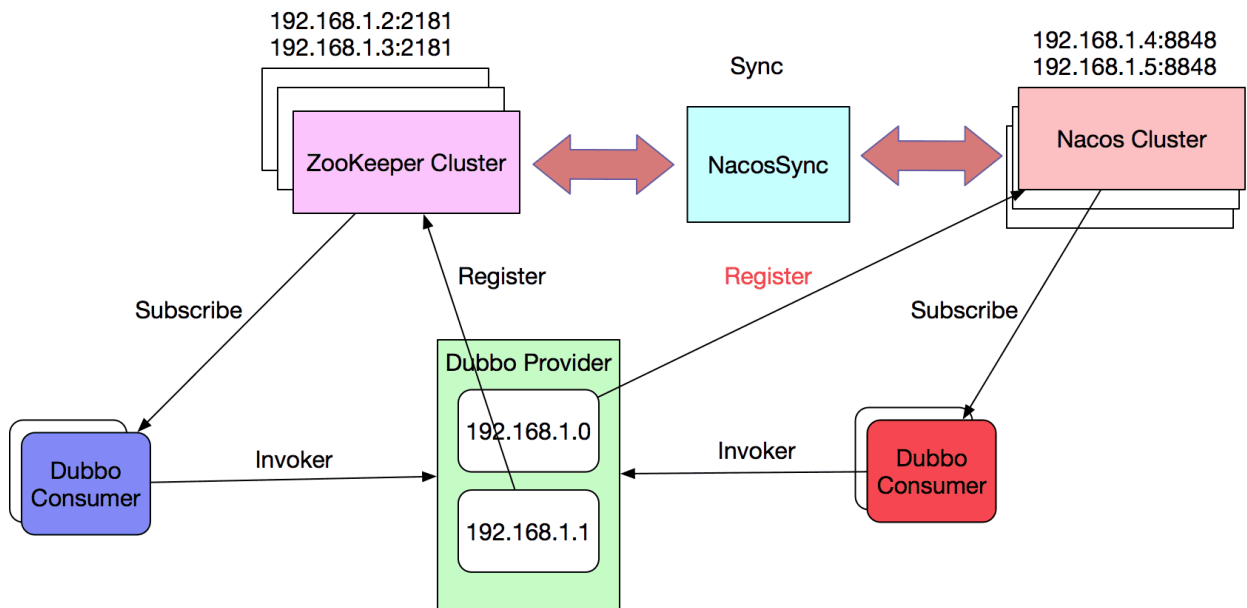 192.168.1.2:2181
192.168.1.3:2181
192.168.1.4:8848
192.168.1.5:8848
Sync
ZooKeeper Cluster
NacosSync
Nacos Cluster
Register
Register
Subscribe
Subscribe
Dubbo Provider
192.168.1.0
192.168.1.1
Invoker
Invoker
Dubbo
Consumer
Dubbo
Consumer